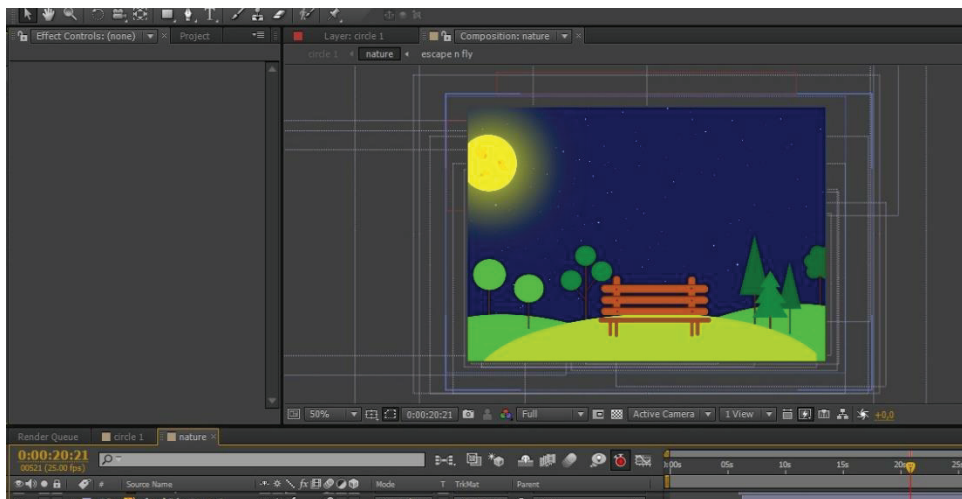 Effect Controls: (none) Project
Layer: circle 1 Composition: nature
circle 1 nature escape n fly
50% 0:00:20:21 Full Active Camera 1 View +0,0
Render Queue circle 1 nature
0:00:20:21
00521 (25.00 fps)
:00s 05s 10s 15s 20s 25s
# Source Name Mode T TrkMat Parent